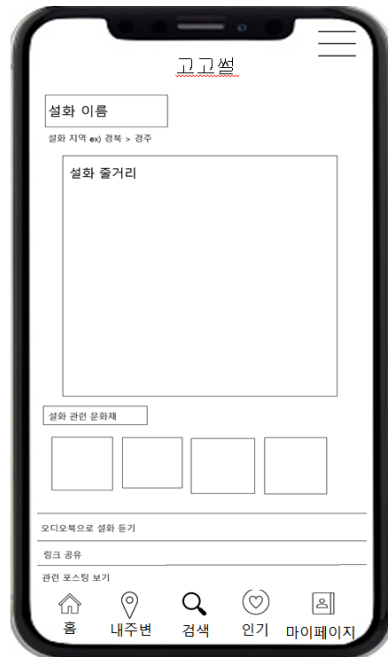 고고썰
설화 이름
설화 지역 ex) 경북 > 경주
설화 줄거리
설화 관련 문화재
오디오북으로 설화 듣기
링크 공유
관련 포스팅 보기
홈 내주변 검색 인기 마이페이지